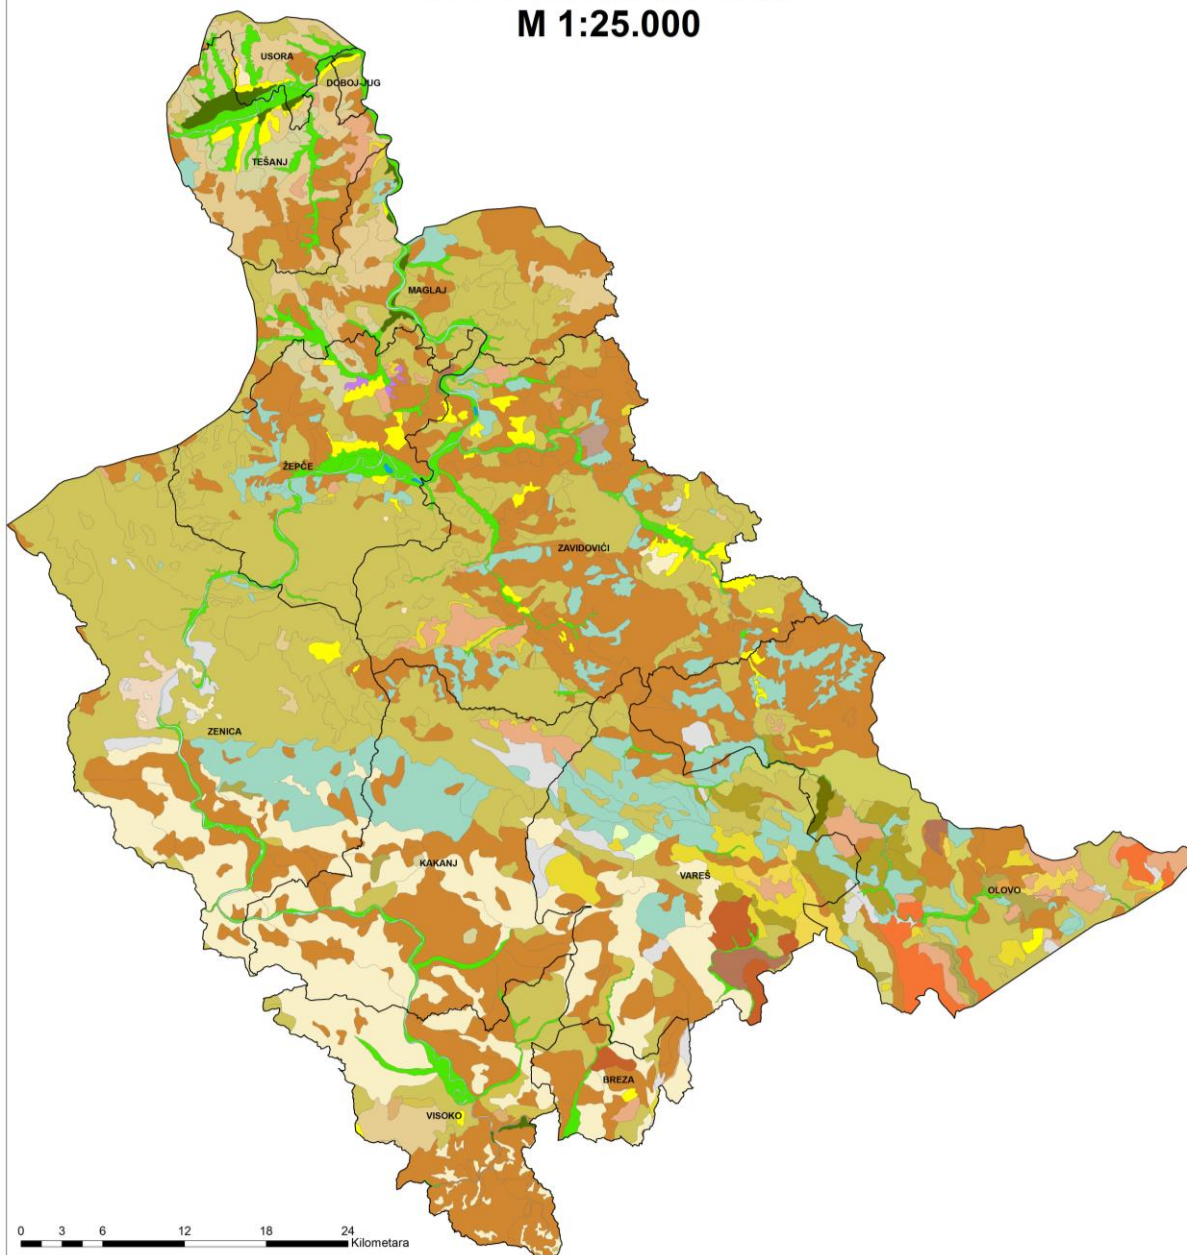 M 1:25.000
USORA
DOBOJ-JUG
TEŠANJ
MAGLAJ
ŽEPČE
ZAVIDOVIĆI
ZENICA
KAKANJ
VAREŠ
OLOVO
BREZA
VISOKO
0 3 6 12 18 24
Kilometara